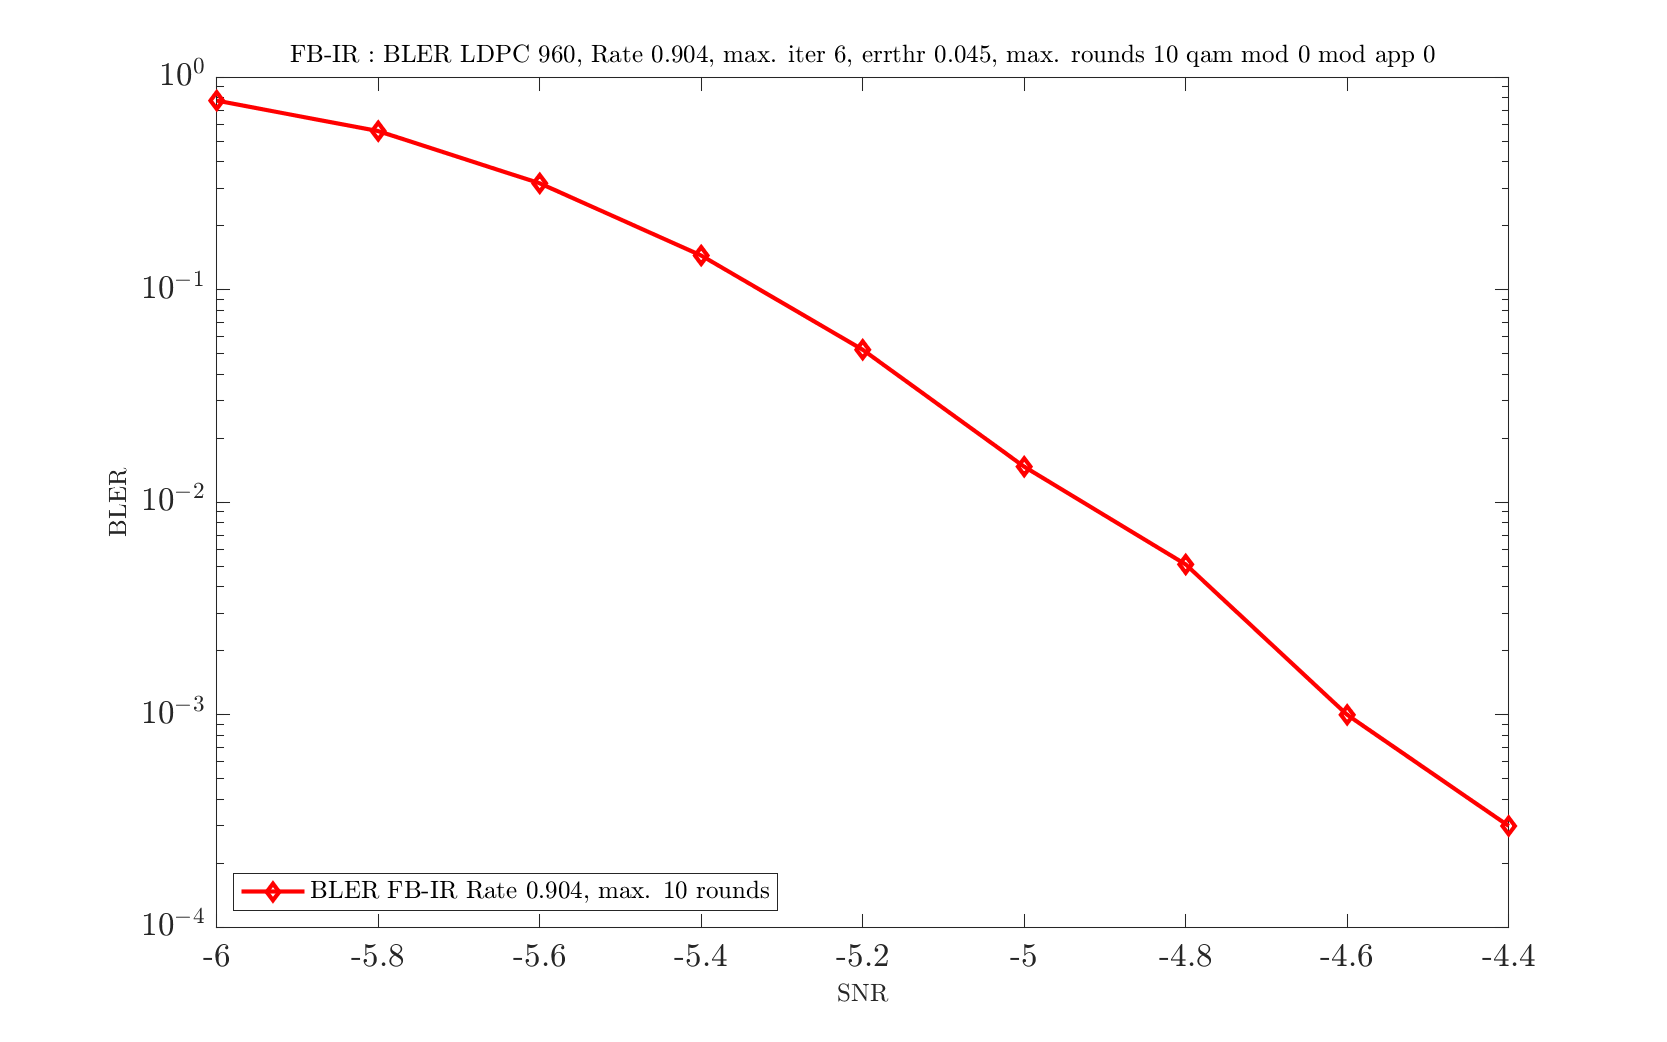 FB-IR : BLER LDPC 960, Rate 0.904, max. iter 6, errthr 0.045, max. rounds 10 qam mod 0 mod app 0
10^0
10^-1
10^-2
10^-3
10^-4
BLER
BLER FB-IR Rate 0.904, max. 10 rounds
-6 -5.8 -5.6 -5.4 -5.2 -5 -4.8 -4.6 -4.4
SNR